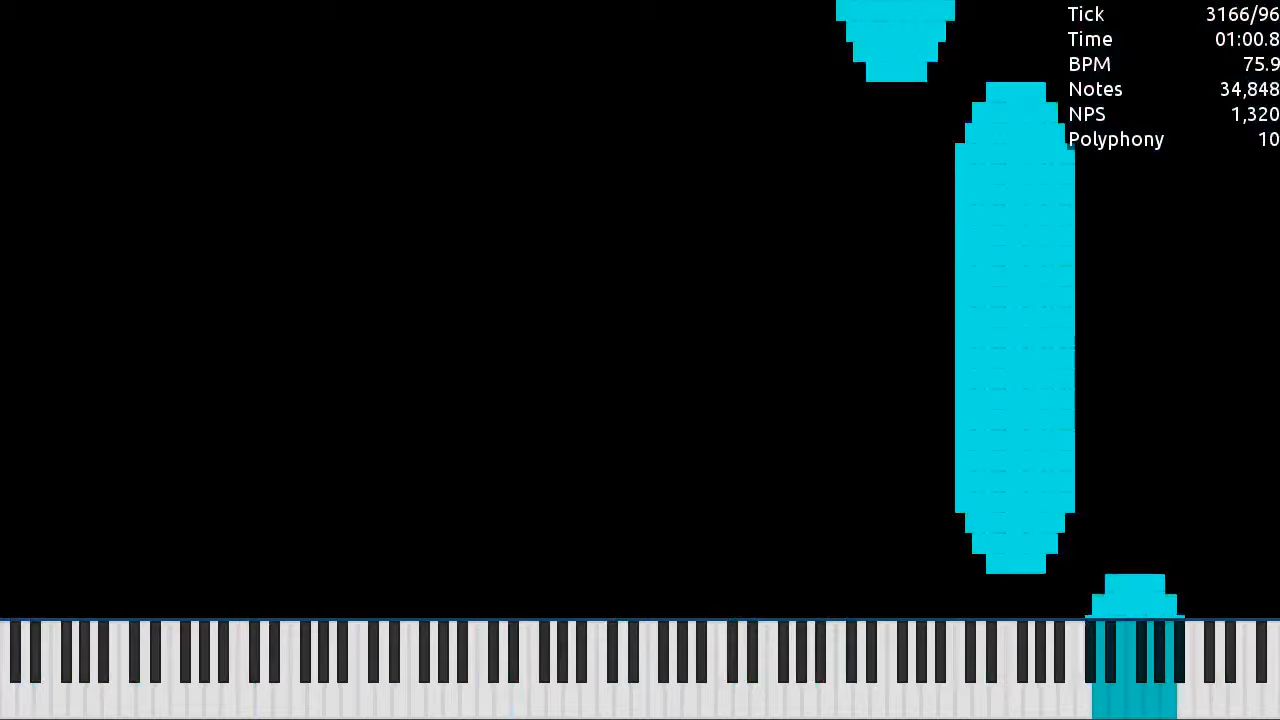 Tick 3166/96
Time 01:00.8
BPM 75.9
Notes 34,848
NPS 1,320
Polyphony 10